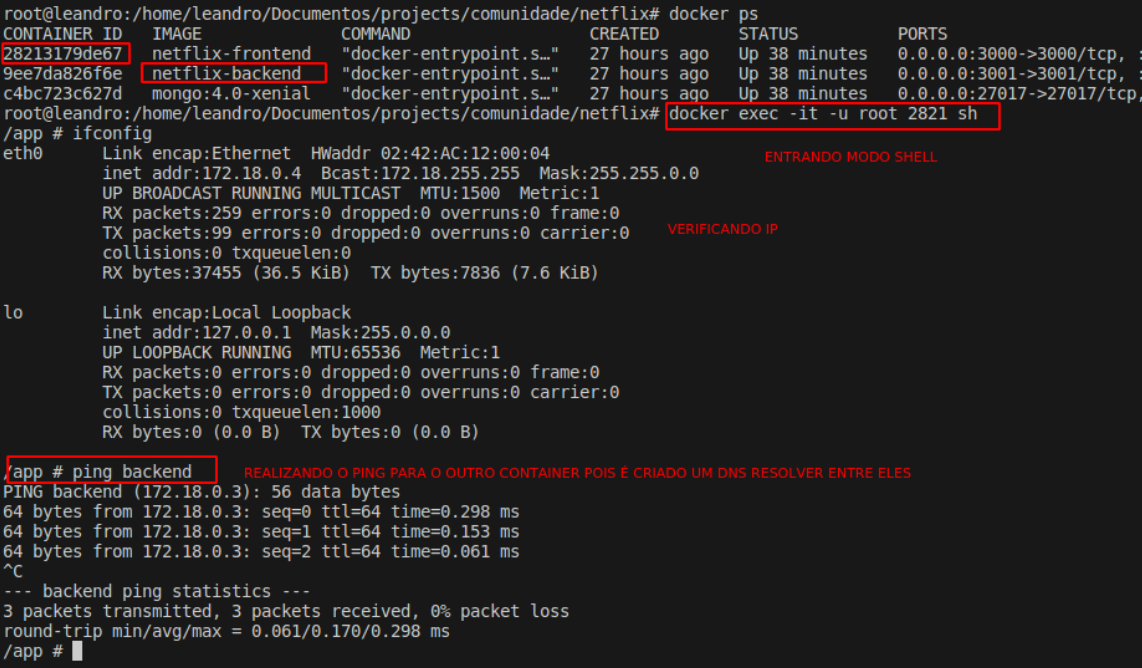 root@leandro:/home/leandro/Documentos/projects/comunidade/netflix# docker ps
CONTAINER ID   IMAGE              COMMAND                  CREATED        STATUS          PORTS
28213179de67   netflix-frontend   "docker-entrypoint.s…"   27 hours ago   Up 38 minutes   0.0.0.0:3000->3000/tcp, :
9ee7da826f6e   netflix-backend    "docker-entrypoint.s…"   27 hours ago   Up 38 minutes   0.0.0.0:3001->3001/tcp, :
c4bc723c627d   mongo:4.0-xenial   "docker-entrypoint.s…"   27 hours ago   Up 38 minutes   0.0.0.0:27017->27017/tcp,
root@leandro:/home/leandro/Documentos/projects/comunidade/netflix# docker exec -it -u root 2821 sh
/app # ifconfig
eth0      Link encap:Ethernet  HWaddr 02:42:AC:12:00:04
ENTRANDO MODO SHELL
          inet addr:172.18.0.4  Bcast:172.18.255.255  Mask:255.255.0.0
          UP BROADCAST RUNNING MULTICAST  MTU:1500  Metric:1
          RX packets:259 errors:0 dropped:0 overruns:0 frame:0
          TX packets:99 errors:0 dropped:0 overruns:0 carrier:0
VERIFICANDO IP
          collisions:0 txqueuelen:0
          RX bytes:37455 (36.5 KiB)  TX bytes:7836 (7.6 KiB)
lo        Link encap:Local Loopback
          inet addr:127.0.0.1  Mask:255.0.0.0
          UP LOOPBACK RUNNING  MTU:65536  Metric:1
          RX packets:0 errors:0 dropped:0 overruns:0 frame:0
          TX packets:0 errors:0 dropped:0 overruns:0 carrier:0
          collisions:0 txqueuelen:1000
          RX bytes:0 (0.0 B)  TX bytes:0 (0.0 B)
/app # ping backend
REALIZANDO O PING PARA O OUTRO CONTAINER POIS É CRIADO UM DNS RESOLVER ENTRE ELES
PING backend (172.18.0.3): 56 data bytes
64 bytes from 172.18.0.3: seq=0 ttl=64 time=0.298 ms
64 bytes from 172.18.0.3: seq=1 ttl=64 time=0.153 ms
64 bytes from 172.18.0.3: seq=2 ttl=64 time=0.061 ms
^C
--- backend ping statistics ---
3 packets transmitted, 3 packets received, 0% packet loss
round-trip min/avg/max = 0.061/0.170/0.298 ms
/app #